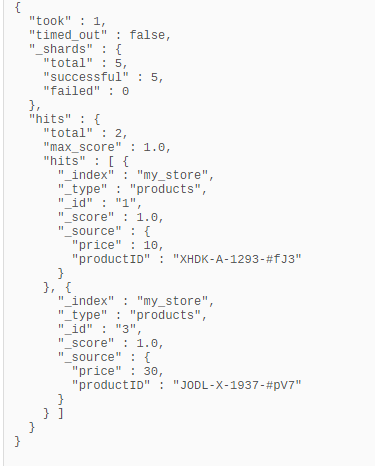 {
  "took" : 1,
  "timed_out" : false,
  "_shards" : {
    "total" : 5,
    "successful" : 5,
    "failed" : 0
  },
  "hits" : {
    "total" : 2,
    "max_score" : 1.0,
    "hits" : [ {
      "_index" : "my_store",
      "_type" : "products",
      "_id" : "1",
      "_score" : 1.0,
      "_source" : {
        "price" : 10,
        "productID" : "XHDK-A-1293-#fJ3"
      }
    }, {
      "_index" : "my_store",
      "_type" : "products",
      "_id" : "3",
      "_score" : 1.0,
      "_source" : {
        "price" : 30,
        "productID" : "JODL-X-1937-#pV7"
      }
    } ]
  }
}